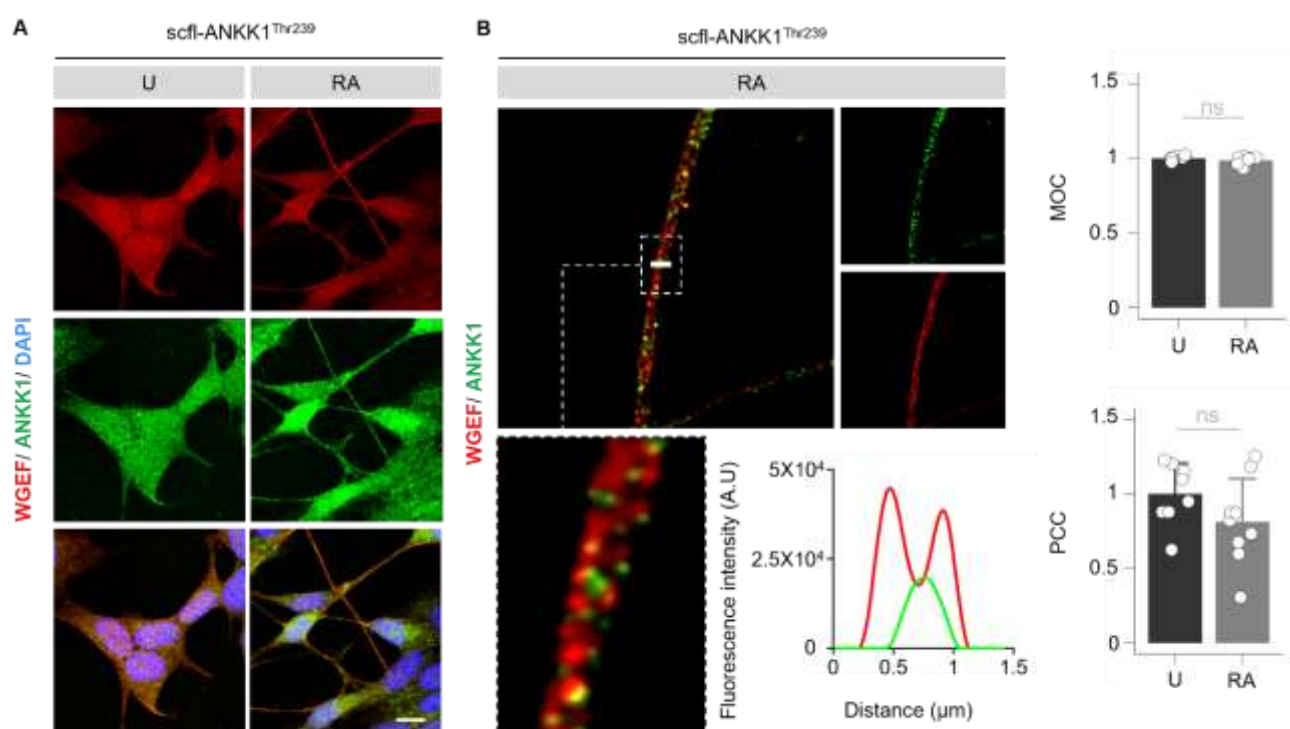 A
scfl-ANKK1Thr239
U
RA
WGEF/ ANKK1/ DAPI
B
scfl-ANKK1Thr239
RA
WGEF/ ANKK1
Fluorescence intensity (A.U)
5X10⁴
2.5X10⁴
0
0 0.5 1 1.5
Distance (µm)
MOC
1.5
1
0.5
0
ns
U RA
PCC
1.5
1
0.5
0
ns
U RA